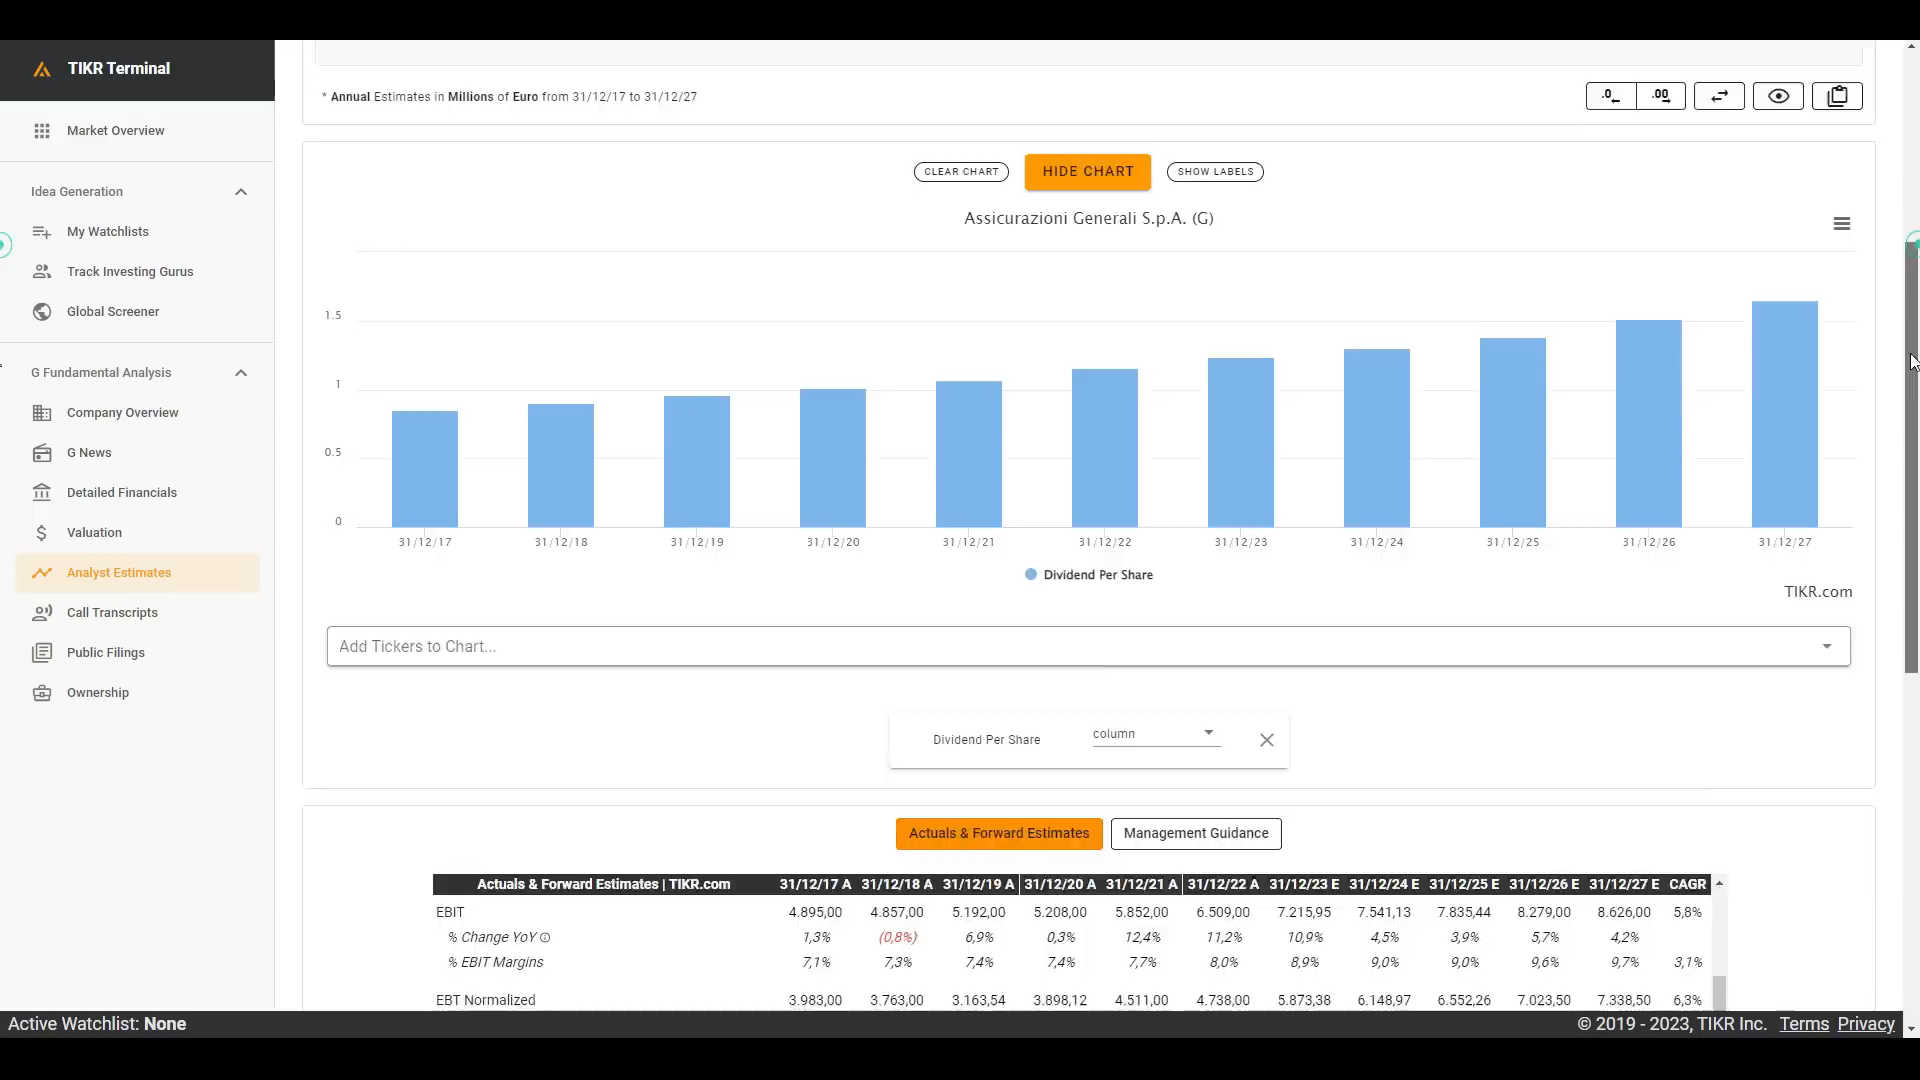 TIKR Terminal
Market Overview
Idea Generation
My Watchlists
Track Investing Gurus
Global Screener
G Fundamental Analysis
Company Overview
G News
Detailed Financials
Valuation
Analyst Estimates
Call Transcripts
Public Filings
Ownership
* Annual Estimates in Millions of Euro from 31/12/17 to 31/12/27
.0 .00
CLEAR CHART HIDE CHART SHOW LABELS
Assicurazioni Generali S.p.A. (G)
1.5
1
0.5
0
31/12/17 31/12/18 31/12/19 31/12/20 31/12/21 31/12/22 31/12/23 31/12/24 31/12/25 31/12/26 31/12/27
Dividend Per Share
TIKR.com
Add Tickers to Chart...
Dividend Per Share column
Actuals & Forward Estimates Management Guidance
Actuals & Forward Estimates | TIKR.com 31/12/17 A 31/12/18 A 31/12/19 A 31/12/20 A 31/12/21 A 31/12/22 A 31/12/23 E 31/12/24 E 31/12/25 E 31/12/26 E 31/12/27 E CAGR
EBIT 4.895,00 4.857,00 5.192,00 5.208,00 5.852,00 6.509,00 7.215,95 7.541,13 7.835,44 8.279,00 8.626,00 5,8%
% Change YoY 1,3% (0,8%) 6,9% 0,3% 12,4% 11,2% 10,9% 4,5% 3,9% 5,7% 4,2%
% EBIT Margins 7,1% 7,3% 7,4% 7,4% 7,7% 8,0% 8,9% 9,0% 9,0% 9,6% 9,7% 3,1%
EBT Normalized 3.983,00 3.763,00 3.163,54 3.898,12 4.511,00 4.738,00 5.873,38 6.148,97 6.552,26 7.023,50 7.338,50 6,3%
Active Watchlist: None
© 2019 - 2023, TIKR Inc. Terms Privacy